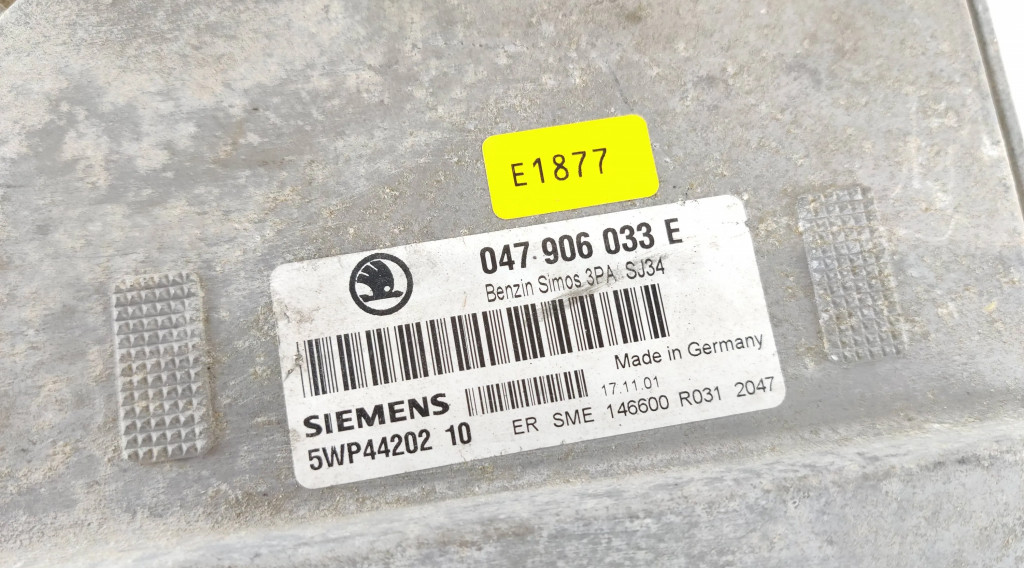 E1877
047 906 033 E
Benzin Simos 3PA SJ34
Made in Germany
SIEMENS
17.11.01
5WP44202 10
ER SME 146600 R031 2047